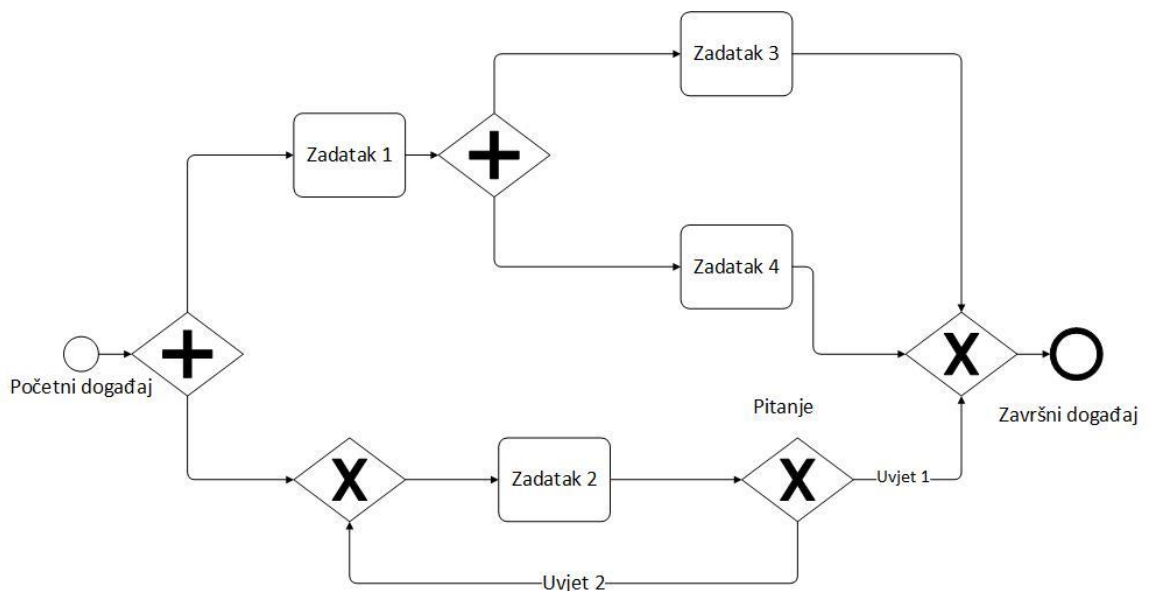 Zadatak 3
Zadatak 1
Zadatak 4
Početni događaj
Pitanje
Završni događaj
Zadatak 2
Uvjet 1
Uvjet 2